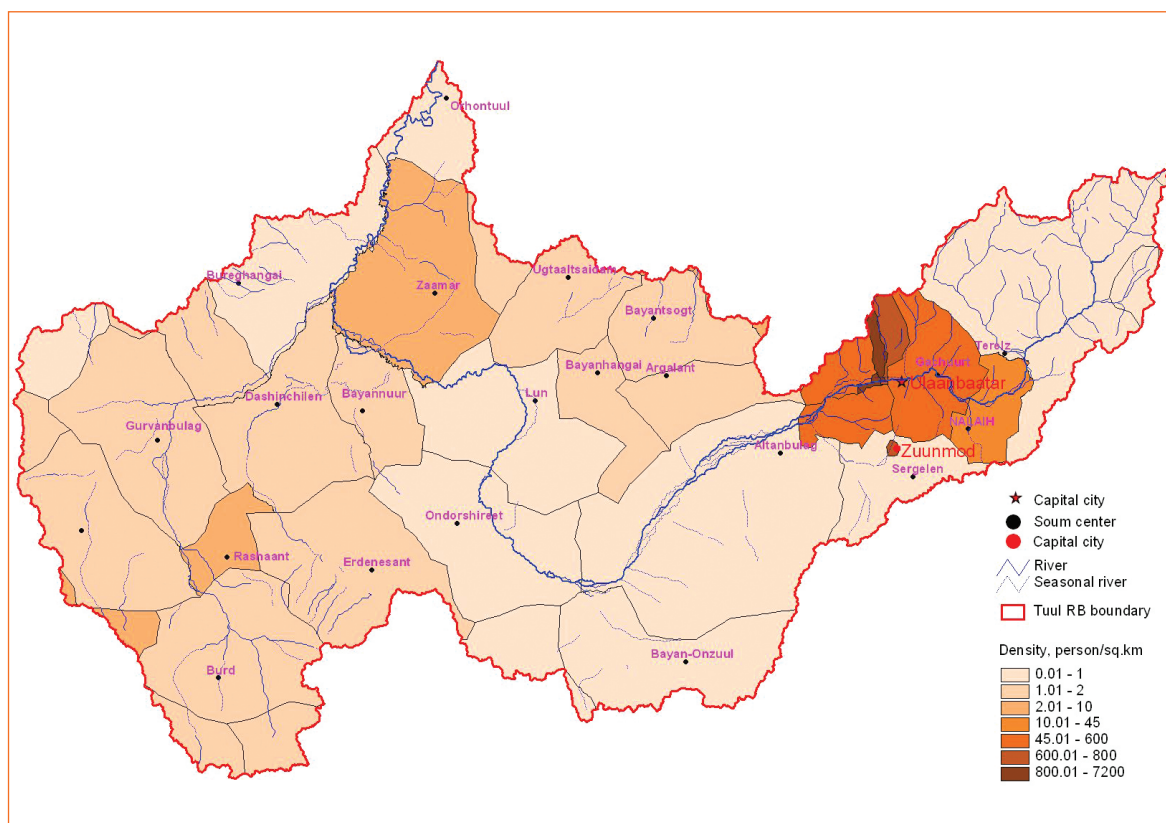 Orhontuul
Bureghangai
Ugtaaltsaidam
Zaamar
Bayantsogt
Terelz
Bayanhangai
Argalant
Gachuurt
Ulaanbaatar
Dashinchilen
Bayannuur
Lun
Gurvanbulag
NALAIH
Altanbulag
Zuunmod
Sergelen
Ondorshireet
Rashaant
Erdenesant
Bayan-Onzuul
Burd
Capital city
Soum center
Capital city
River
Seasonal river
Tuul RB boundary
Density, person/sq.km
0.01 - 1
1.01 - 2
2.01 - 10
10.01 - 45
45.01 - 600
600.01 - 800
800.01 - 7200